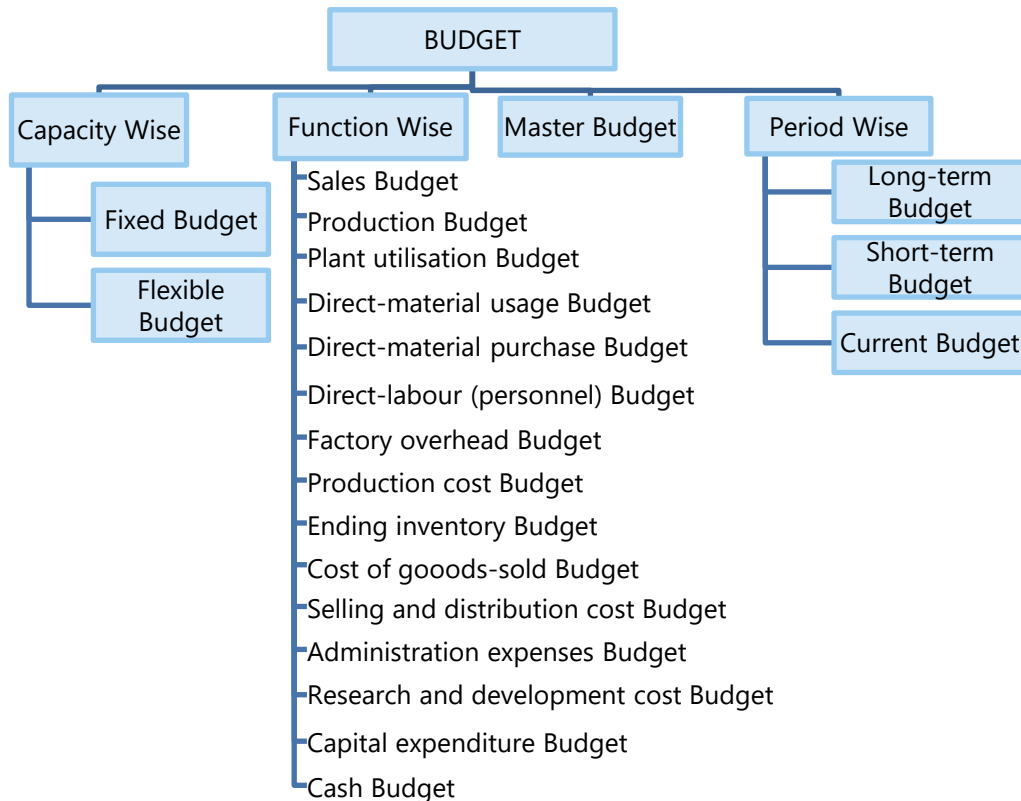 BUDGET
Capacity Wise
Fixed Budget
Flexible
Budget
Function Wise
Sales Budget
Production Budget
Plant utilisation Budget
Direct-material usage Budget
Direct-material purchase Budget
Direct-labour (personnel) Budget
Factory overhead Budget
Production cost Budget
Ending inventory Budget
Cost of gooods-sold Budget
Selling and distribution cost Budget
Administration expenses Budget
Research and development cost Budget
Capital expenditure Budget
Cash Budget
Master Budget
Period Wise
Long-term
Budget
Short-term
Budget
Current Budget